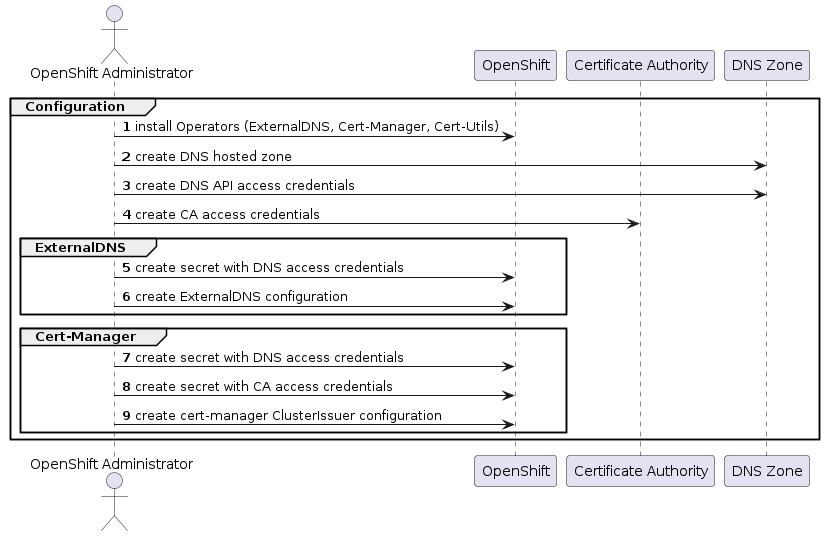 OpenShift Administrator
OpenShift
Certificate Authority
DNS Zone
Configuration
1 install Operators (ExternalDNS, Cert-Manager, Cert-Utils)
2 create DNS hosted zone
3 create DNS API access credentials
4 create CA access credentials
ExternalDNS
5 create secret with DNS access credentials
6 create ExternalDNS configuration
Cert-Manager
7 create secret with DNS access credentials
8 create secret with CA access credentials
9 create cert-manager ClusterIssuer configuration
OpenShift Administrator
OpenShift
Certificate Authority
DNS Zone